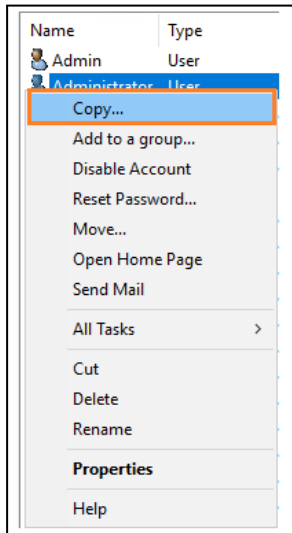 Name Type
Admin User
Administrator User
Copy...
Add to a group...
Disable Account
Reset Password...
Move...
Open Home Page
Send Mail
All Tasks >
Cut
Delete
Rename
Properties
Help